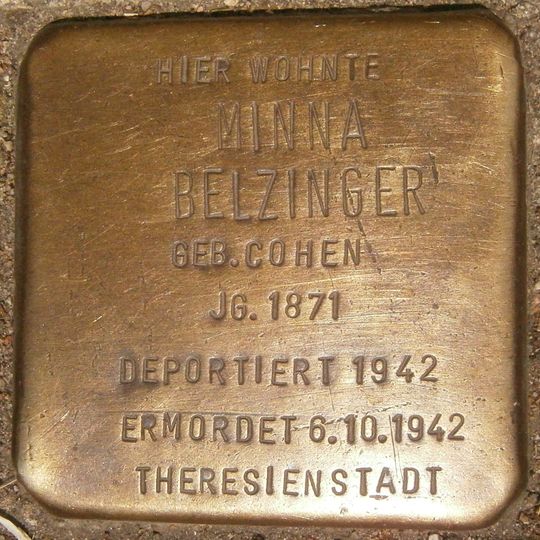 HIER WOHNTE
MINNA
BELZINGER
GEB. COHEN
JG. 1871
DEPORTIERT 1942
ERMORDET 6.10.1942
THERESIENSTADT